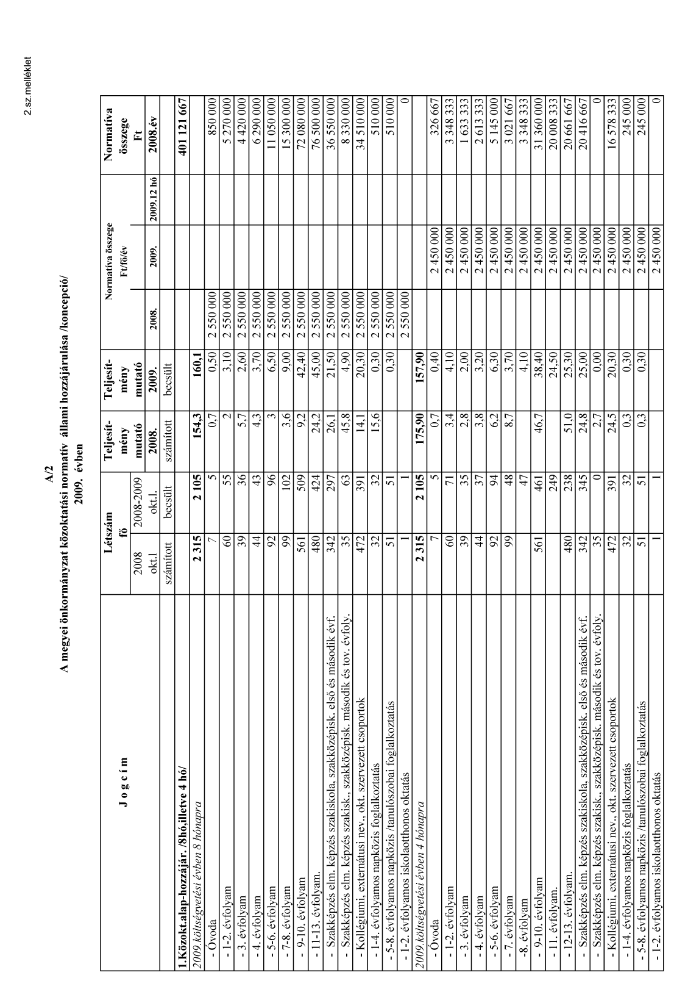 2.sz.melléklet
A/2
A megyei önkormányzat közoktatási normatív állami hozzájárulása /koncepció/
2009. évben
J o g c í m | Létszám fő | Teljesít-mény mutató 2008. | Teljesít-mény mutató 2009. | Normatíva összege Ft/fő/év | Normatíva összege Ft 2008.év
2008 okt.l | 2008-2009 okt.l. | 2008. | 2009. | 2009.12 hó
számított | becsült | számított | becsült
1.Közokt.alap-hozzájár. /8hó,illetve 4 hó/ 401 121 667
2009.költségvetési évben 8 hónapra 2 315 2 105 154,3 160,1
- Óvoda 7 5 0,7 0,50 2 550 000 850 000
- 1-2. évfolyam 60 55 2 3,10 2 550 000 5 270 000
- 3. évfolyam 39 36 5,7 2,60 2 550 000 4 420 000
- 4. évfolyam 44 43 4,3 3,70 2 550 000 6 290 000
- 5-6. évfolyam 92 96 3 6,50 2 550 000 11 050 000
- 7-8. évfolyam 99 102 3,6 9,00 2 550 000 15 300 000
- 9-10. évfolyam 561 509 9,2 42,40 2 550 000 72 080 000
- 11-13. évfolyam. 480 424 24,2 45,00 2 550 000 76 500 000
- Szakképzés elm. képzés szakiskola, szakközépisk. első és második évf. 342 297 26,1 21,50 2 550 000 36 550 000
- Szakképzés elm. képzés szakisk., szakközépisk. második és tov. évfoly. 35 63 45,8 4,90 2 550 000 8 330 000
- Kollégiumi, externátusi nev., okt. szervezett csoportok 472 391 14,1 20,30 2 550 000 34 510 000
- 1-4. évfolyamos napközis foglalkoztatás 32 32 15,6 0,30 2 550 000 510 000
- 5-8. évfolyamos napközis /tanulószobai foglalkoztatás 51 51 0,30 2 550 000 510 000
- 1-2. évfolyamos iskolaotthonos oktatás 1 1 2 550 000 0
2009.költségvetési évben 4 hónapra 2 315 2 105 175,90 157,90
- Óvoda 7 5 0,7 0,40 2 450 000 326 667
- 1-2. évfolyam 60 71 3,4 4,10 2 450 000 3 348 333
- 3. évfolyam 39 35 2,8 2,00 2 450 000 1 633 333
- 4. évfolyam 44 37 3,8 3,20 2 450 000 2 613 333
- 5-6. évfolyam 92 94 6,2 6,30 2 450 000 5 145 000
- 7. évfolyam 99 48 8,7 3,70 2 450 000 3 021 667
-8. évfolyam 47 4,10 2 450 000 3 348 333
- 9-10. évfolyam 561 461 46,7 38,40 2 450 000 31 360 000
- 11. évfolyam. 249 24,50 2 450 000 20 008 333
- 12-13. évfolyam. 480 238 51,0 25,30 2 450 000 20 661 667
- Szakképzés elm. képzés szakiskola, szakközépisk. első és második évf. 342 345 24,8 25,00 2 450 000 20 416 667
- Szakképzés elm. képzés szakisk., szakközépisk. második és tov. évfoly. 35 0 2,7 0,00 2 450 000 0
- Kollégiumi, externátusi nev., okt. szervezett csoportok 472 391 24,5 20,30 2 450 000 16 578 333
- 1-4. évfolyamos napközis foglalkoztatás 32 32 0,3 0,30 2 450 000 245 000
- 5-8. évfolyamos napközis /tanulószobai foglalkoztatás 51 51 0,3 0,30 2 450 000 245 000
- 1-2. évfolyamos iskolaotthonos oktatás 1 1 2 450 000 0